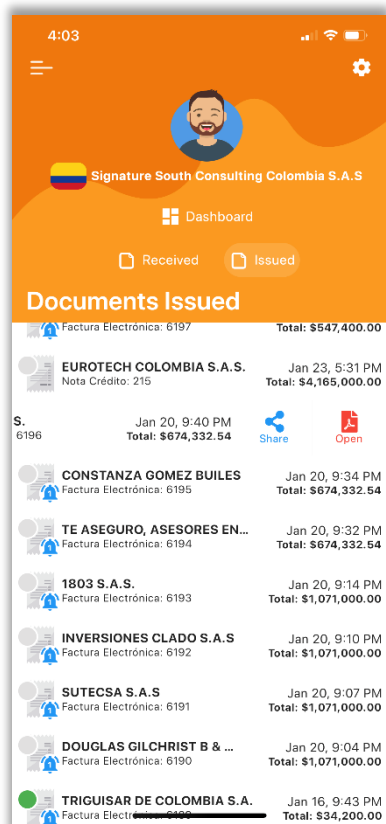 4:03
Signature South Consulting Colombia S.A.S
Dashboard
Received
Issued
Documents Issued
Factura Electrónica: 6197
Total: $547,400.00
EUROTECH COLOMBIA S.A.S.
Jan 23, 5:31 PM
Nota Crédito: 215
Total: $4,165,000.00
S.
Jan 20, 9:40 PM
6196
Total: $674,332.54
Share
Open
CONSTANZA GOMEZ BUILES
Jan 20, 9:34 PM
1
Factura Electrónica: 6195
Total: $674,332.54
TE ASEGURO, ASESORES EN...
Jan 20, 9:32 PM
1
Factura Electrónica: 6194
Total: $674,332.54
1803 S.A.S.
Jan 20, 9:14 PM
1
Factura Electrónica: 6193
Total: $1,071,000.00
INVERSIONES CLADO S.A.S
Jan 20, 9:10 PM
1
Factura Electrónica: 6192
Total: $1,071,000.00
SUTECSA S.A.S
Jan 20, 9:07 PM
1
Factura Electrónica: 6191
Total: $1,071,000.00
DOUGLAS GILCHRIST B & ...
Jan 20, 9:04 PM
1
Factura Electrónica: 6190
Total: $1,071,000.00
TRIGUISAR DE COLOMBIA S.A.
Jan 16, 9:43 PM
1
Factura Electrónica:
Total: $34,200.00